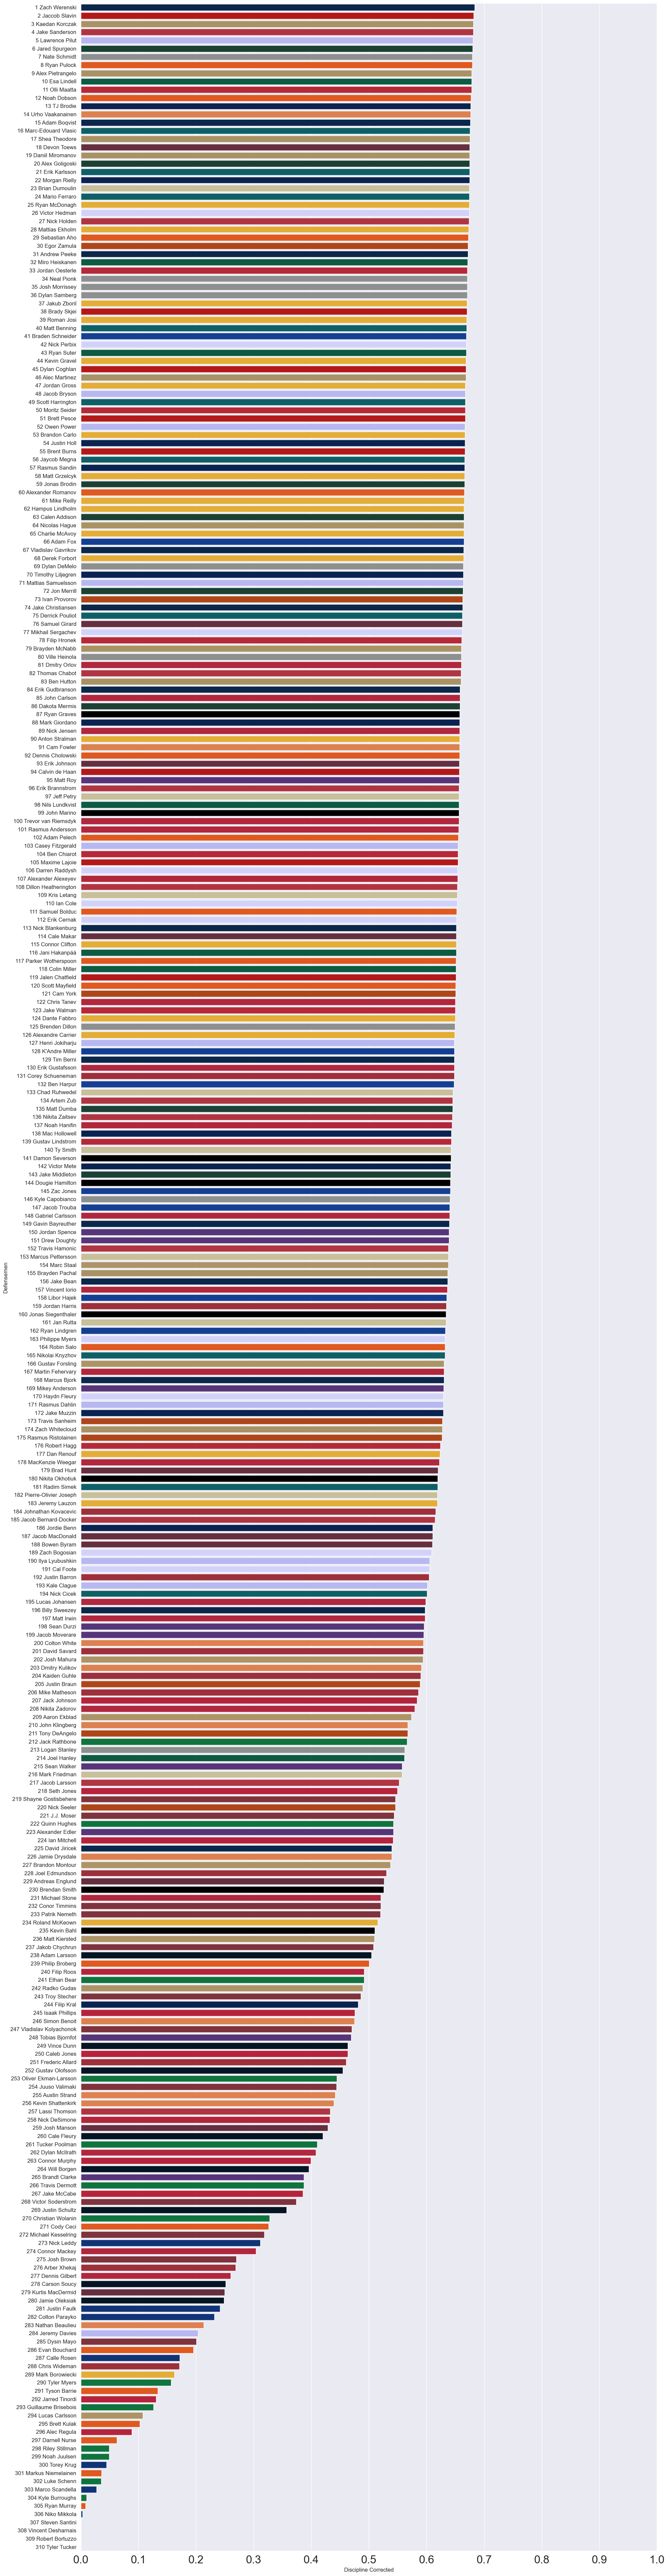 1 Zach Werenski
2 Jaccob Slavin
3 Kaedan Korczak
4 Jake Sanderson
5 Lawrence Pilut
6 Jared Spurgeon
7 Nate Schmidt
8 Ryan Pulock
9 Alex Pietrangelo
10 Esa Lindell
11 Olli Maatta
12 Noah Dobson
13 TJ Brodie
14 Urho Vaakanainen
15 Adam Boqvist
16 Marc-Edouard Vlasic
17 Shea Theodore
18 Devon Toews
19 Daniil Miromanov
20 Alex Goligoski
21 Erik Karlsson
22 Morgan Rielly
23 Brian Dumoulin
24 Mario Ferraro
25 Ryan McDonagh
26 Victor Hedman
27 Nick Holden
28 Mattias Ekholm
29 Sebastian Aho
30 Egor Zamula
31 Andrew Peeke
32 Miro Heiskanen
33 Jordan Oesterle
34 Neal Pionk
35 Josh Morrissey
36 Dylan Samberg
37 Jakub Zboril
38 Brady Skjei
39 Roman Josi
40 Matt Benning
41 Braden Schneider
42 Nick Perbix
43 Ryan Suter
44 Kevin Gravel
45 Dylan Coghlan
46 Alec Martinez
47 Jordan Gross
48 Jacob Bryson
49 Scott Harrington
50 Moritz Seider
51 Brett Pesce
52 Owen Power
53 Brandon Carlo
54 Justin Holl
55 Brent Burns
56 Jaycob Megna
57 Rasmus Sandin
58 Matt Grzelcyk
59 Jonas Brodin
60 Alexander Romanov
61 Mike Reilly
62 Hampus Lindholm
63 Calen Addison
64 Nicolas Hague
65 Charlie McAvoy
66 Adam Fox
67 Vladislav Gavrikov
68 Derek Forbort
69 Dylan DeMelo
70 Timothy Liljegren
71 Mattias Samuelsson
72 Jon Merrill
73 Ivan Provorov
74 Jake Christiansen
75 Derrick Pouliot
76 Samuel Girard
77 Mikhail Sergachev
78 Filip Hronek
79 Brayden McNabb
80 Ville Heinola
81 Dmitry Orlov
82 Thomas Chabot
83 Ben Hutton
84 Erik Gudbranson
85 John Carlson
86 Dakota Mermis
87 Ryan Graves
88 Mark Giordano
89 Nick Jensen
90 Anton Stralman
91 Cam Fowler
92 Dennis Cholowski
93 Erik Johnson
94 Calvin de Haan
95 Matt Roy
96 Erik Brannstrom
97 Jeff Petry
98 Nils Lundkvist
99 John Marino
100 Trevor van Riemsdyk
101 Rasmus Andersson
102 Adam Pelech
103 Casey Fitzgerald
104 Ben Chiarot
105 Maxime Lajoie
106 Darren Raddysh
107 Alexander Alexeyev
108 Dillon Heatherington
109 Kris Letang
110 Ian Cole
111 Samuel Bolduc
112 Erik Cernak
113 Nick Blankenburg
114 Cale Makar
115 Connor Clifton
116 Jani Hakanpää
117 Parker Wotherspoon
118 Colin Miller
119 Jalen Chatfield
120 Scott Mayfield
121 Cam York
122 Chris Tanev
123 Jake Walman
124 Dante Fabbro
125 Brenden Dillon
126 Alexandre Carrier
127 Henri Jokiharju
128 K'Andre Miller
129 Tim Berni
130 Erik Gustafsson
131 Corey Schueneman
132 Ben Harpur
133 Chad Ruhwedel
134 Artem Zub
135 Matt Dumba
136 Nikita Zaitsev
137 Noah Hanifin
138 Mac Hollowell
139 Gustav Lindstrom
140 Ty Smith
141 Damon Severson
142 Victor Mete
143 Jake Middleton
144 Dougie Hamilton
145 Zac Jones
146 Kyle Capobianco
147 Jacob Trouba
148 Gabriel Carlsson
149 Gavin Bayreuther
150 Jordan Spence
151 Drew Doughty
152 Travis Hamonic
153 Marcus Pettersson
154 Marc Staal
155 Brayden Pachal
156 Jake Bean
157 Vincent Iorio
158 Libor Hajek
159 Jordan Harris
160 Jonas Siegenthaler
161 Jan Rutta
162 Ryan Lindgren
163 Philippe Myers
164 Robin Salo
165 Nikolai Knyzhov
166 Gustav Forsling
167 Martin Fehervary
168 Marcus Bjork
169 Mikey Anderson
170 Haydn Fleury
171 Rasmus Dahlin
172 Jake Muzzin
173 Travis Sanheim
174 Zach Whitecloud
175 Rasmus Ristolainen
176 Robert Hagg
177 Dan Renouf
178 MacKenzie Weegar
179 Brad Hunt
180 Nikita Okhotiuk
181 Radim Simek
182 Pierre-Olivier Joseph
183 Jeremy Lauzon
184 Johnathan Kovacevic
185 Jacob Bernard-Docker
186 Jordie Benn
187 Jacob MacDonald
188 Bowen Byram
189 Zach Bogosian
190 Ilya Lyubushkin
191 Cal Foote
192 Justin Barron
193 Kale Clague
194 Nick Cicek
195 Lucas Johansen
196 Billy Sweezey
197 Matt Irwin
198 Sean Durzi
199 Jacob Moverare
200 Colton White
201 David Savard
202 Josh Mahura
203 Dmitry Kulikov
204 Kaiden Guhle
205 Justin Braun
206 Mike Matheson
207 Jack Johnson
208 Nikita Zadorov
209 Aaron Ekblad
210 John Klingberg
211 Tony DeAngelo
212 Jack Rathbone
213 Logan Stanley
214 Joel Hanley
215 Sean Walker
216 Mark Friedman
217 Jacob Larsson
218 Seth Jones
219 Shayne Gostisbehere
220 Nick Seeler
221 J.J. Moser
222 Quinn Hughes
223 Alexander Edler
224 Ian Mitchell
225 David Jiricek
226 Jamie Drysdale
227 Brandon Montour
228 Joel Edmundson
229 Andreas Englund
230 Brendan Smith
231 Michael Stone
232 Conor Timmins
233 Patrik Nemeth
234 Roland McKeown
235 Kevin Bahl
236 Matt Kiersted
237 Jakob Chychrun
238 Adam Larsson
239 Philip Broberg
240 Filip Roos
241 Ethan Bear
242 Radko Gudas
243 Troy Stecher
244 Filip Kral
245 Isaak Phillips
246 Simon Benoit
247 Vladislav Kolyachonok
248 Tobias Bjornfot
249 Vince Dunn
250 Caleb Jones
251 Frederic Allard
252 Gustav Olofsson
253 Oliver Ekman-Larsson
254 Juuso Valimaki
255 Austin Strand
256 Kevin Shattenkirk
257 Lassi Thomson
258 Nick DeSimone
259 Josh Manson
260 Cale Fleury
261 Tucker Poolman
262 Dylan McIlrath
263 Connor Murphy
264 Will Borgen
265 Brandt Clarke
266 Travis Dermott
267 Jake McCabe
268 Victor Soderstrom
269 Justin Schultz
270 Christian Wolanin
271 Cody Ceci
272 Michael Kesselring
273 Nick Leddy
274 Connor Mackey
275 Josh Brown
276 Arber Xhekaj
277 Dennis Gilbert
278 Carson Soucy
279 Kurtis MacDermid
280 Jamie Oleksiak
281 Justin Faulk
282 Colton Parayko
283 Nathan Beaulieu
284 Jeremy Davies
285 Dysin Mayo
286 Evan Bouchard
287 Calle Rosen
288 Chris Wideman
289 Mark Borowiecki
290 Tyler Myers
291 Tyson Barrie
292 Jarred Tinordi
293 Guillaume Brisebois
294 Lucas Carlsson
295 Brett Kulak
296 Alec Regula
297 Darnell Nurse
298 Riley Stillman
299 Noah Juulsen
300 Torey Krug
301 Markus Niemelainen
302 Luke Schenn
303 Marco Scandella
304 Kyle Burroughs
305 Ryan Murray
306 Niko Mikkola
307 Steven Santini
308 Vincent Desharnais
309 Robert Bortuzzo
310 Tyler Tucker
Defensemen
0.0 0.1 0.2 0.3 0.4 0.5 0.6 0.7 0.8 0.9 1.0
Discipline Corrected